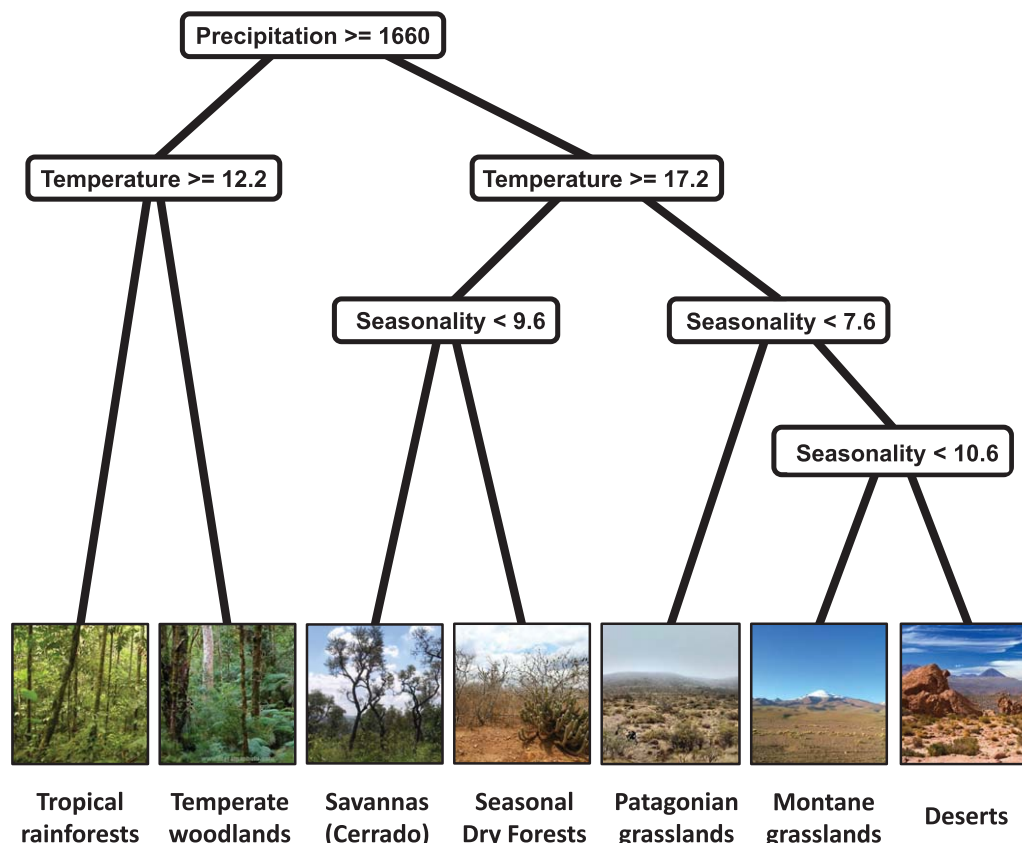 Precipitation >= 1660
Temperature >= 12.2
Temperature >= 17.2
Seasonality < 9.6
Seasonality < 7.6
Seasonality < 10.6
Tropical
rainforests
Temperate
woodlands
Savannas
(Cerrado)
Seasonal
Dry Forests
Patagonian
grasslands
Montane
grasslands
Deserts